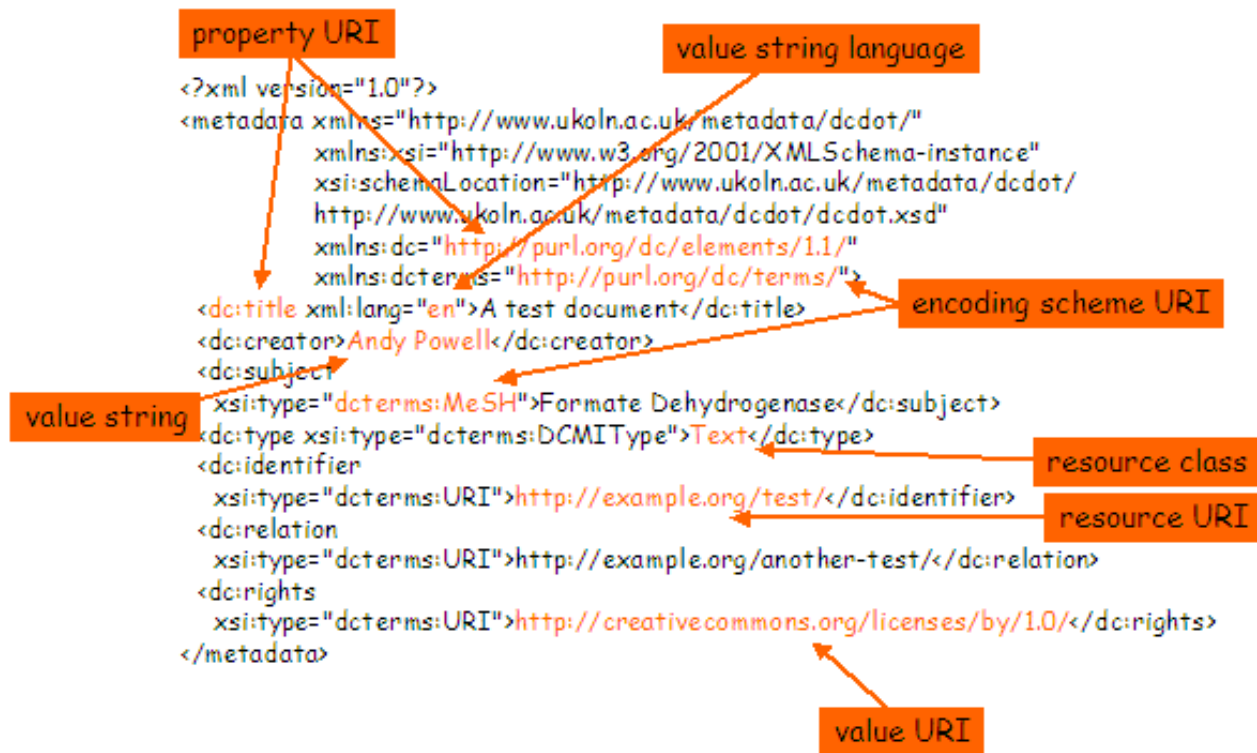 property URI
value string language
<?xml version="1.0"?>
<metadata xmlns="http://www.ukoln.ac.uk/metadata/dcdot/"
xmlns:xsi="http://www.w3.org/2001/XMLSchema-instance"
xsi:schemaLocation="http://www.ukoln.ac.uk/metadata/dcdot/
http://www.ukoln.ac.uk/metadata/dcdot/dcdot.xsd"
xmlns:dc="http://purl.org/dc/elements/1.1/"
xmlns:dcterms="http://purl.org/dc/terms/">
<dc:title xml:lang="en">A test document</dc:title>
encoding scheme URI
<dc:creator>Andy Powell</dc:creator>
<dc:subject
value string
xsi:type="dcterms:MeSH">Formate Dehydrogenase</dc:subject>
<dc:type xsi:type="dcterms:DCMIType">Text</dc:type>
resource class
<dc:identifier
xsi:type="dcterms:URI">http://example.org/test/</dc:identifier>
resource URI
<dc:relation
xsi:type="dcterms:URI">http://example.org/another-test/</dc:relation>
<dc:rights
xsi:type="dcterms:URI">http://creativecommons.org/licenses/by/1.0/</dc:rights>
</metadata>
value URI